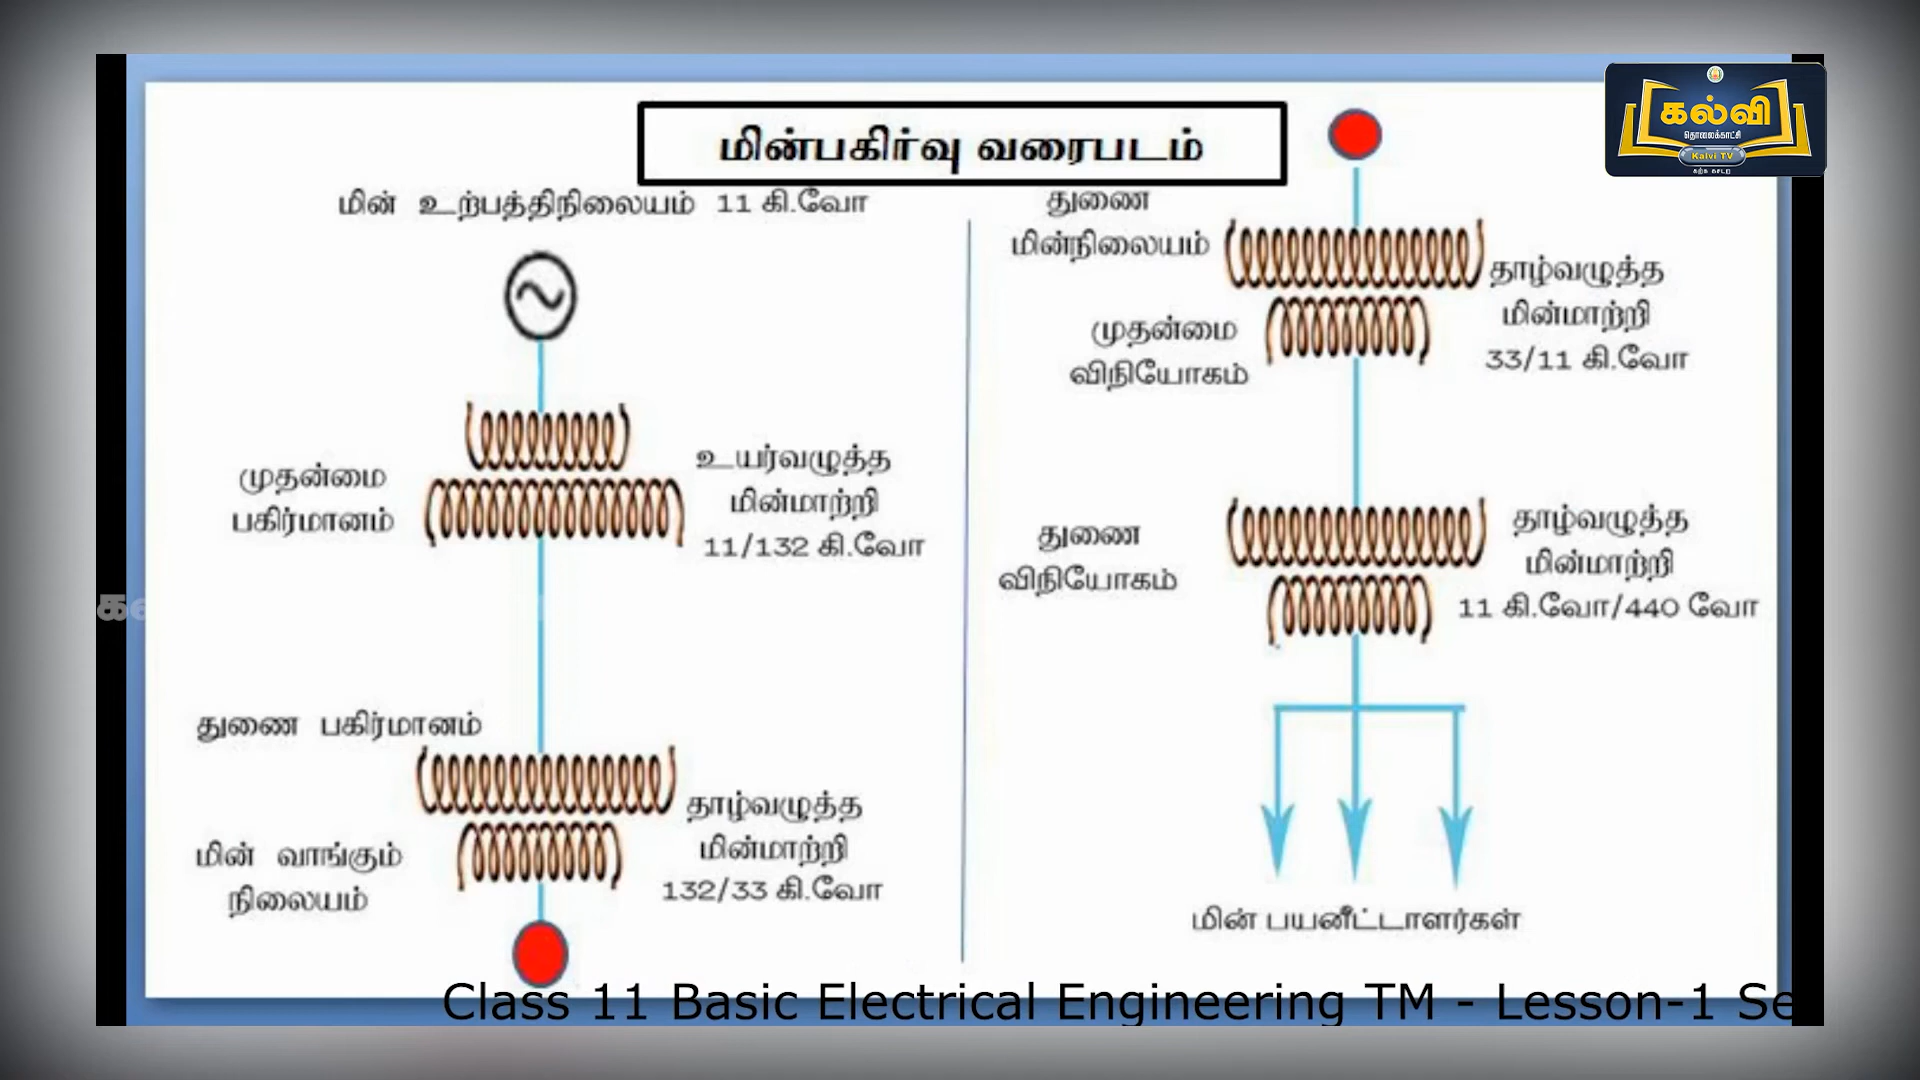 மின்பகிர்வு வரைபடம்
கல்வி
தொலைக்காட்சி
Kalvi TV
கற்க கசடற
மின் உற்பத்திநிலையம் 11 கி.வோ
முதன்மை
பகிர்மானம்
உயர்வழுத்த
மின்மாற்றி
11/132 கி.வோ
துணை பகிர்மானம்
மின் வாங்கும்
நிலையம்
தாழ்வழுத்த
மின்மாற்றி
132/33 கி.வோ
துணை
மின்நிலையம்
முதன்மை
விநியோகம்
தாழ்வழுத்த
மின்மாற்றி
33/11 கி.வோ
துணை
விநியோகம்
தாழ்வழுத்த
மின்மாற்றி
11 கி.வோ/440 வோ
மின் பயனீட்டாளர்கள்
Class 11 Basic Electrical Engineering TM - Lesson-1 Se